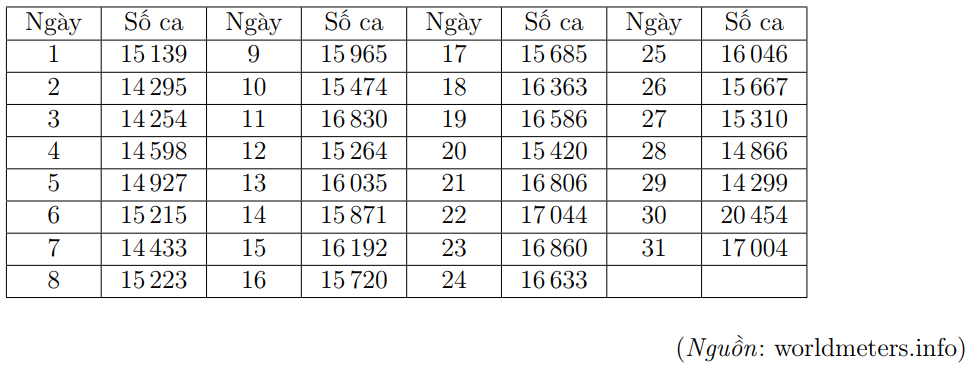 Ngày Số ca Ngày Số ca Ngày Số ca Ngày Số ca
1 15 139 9 15 965 17 15 685 25 16 046
2 14 295 10 15 474 18 16 363 26 15 667
3 14 254 11 16 830 19 16 586 27 15 310
4 14 598 12 15 264 20 15 420 28 14 866
5 14 927 13 16 035 21 16 806 29 14 299
6 15 215 14 15 871 22 17 044 30 20 454
7 14 433 15 16 192 23 16 860 31 17 004
8 15 223 16 15 720 24 16 633
(Nguồn: worldmeters.info)